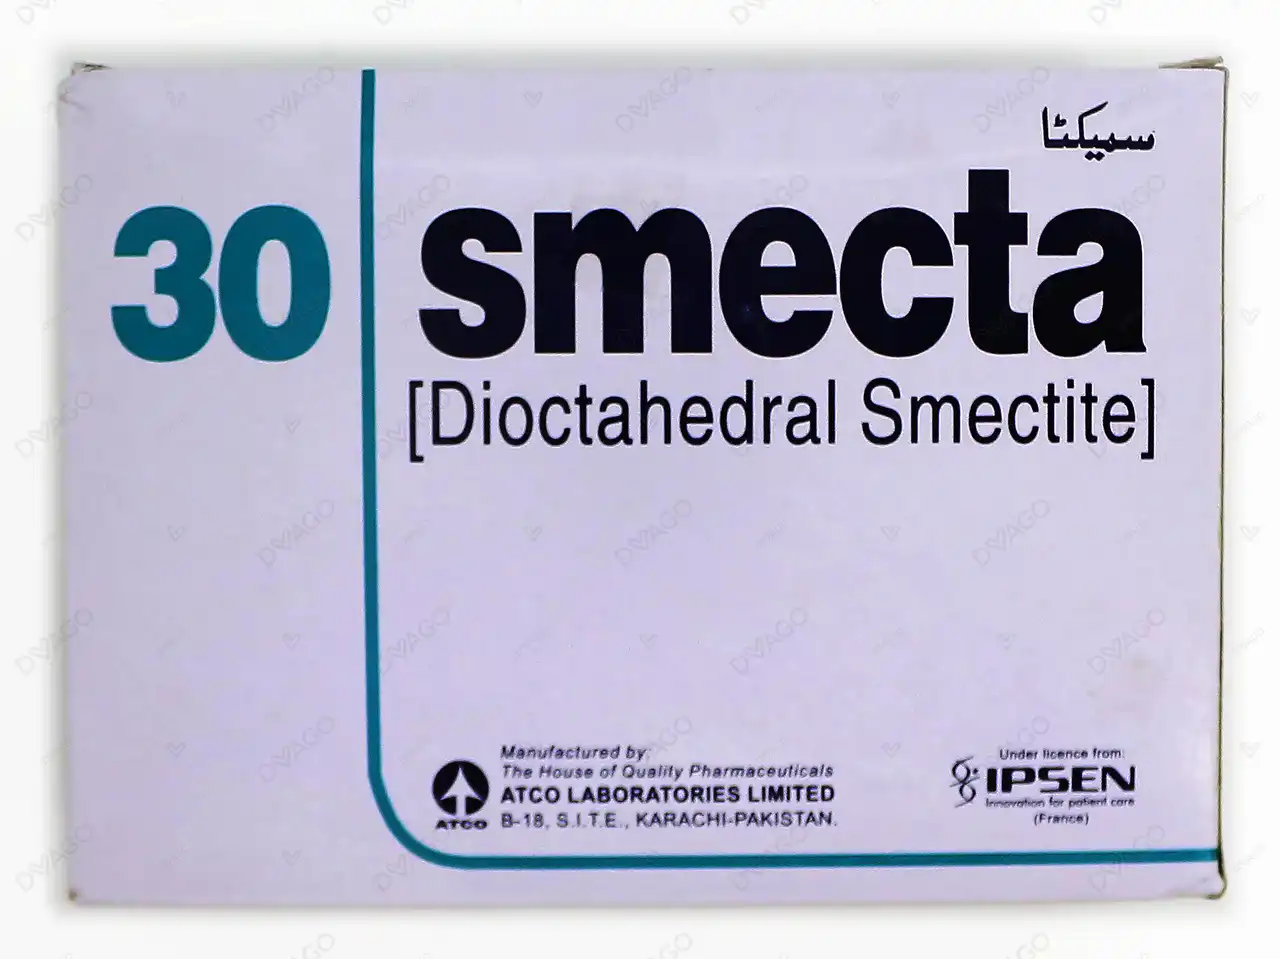 سمیکٹا
30
smecta
[Dioctahedral Smectite]
Manufactured by:
The House of Quality Pharmaceuticals
ATCO LABORATORIES LIMITED
B-18, S.I.T.E., KARACHI-PAKISTAN.
ATCO
Under licence from:
IPSEN
Innovation for patient care
(France)
DVAGO